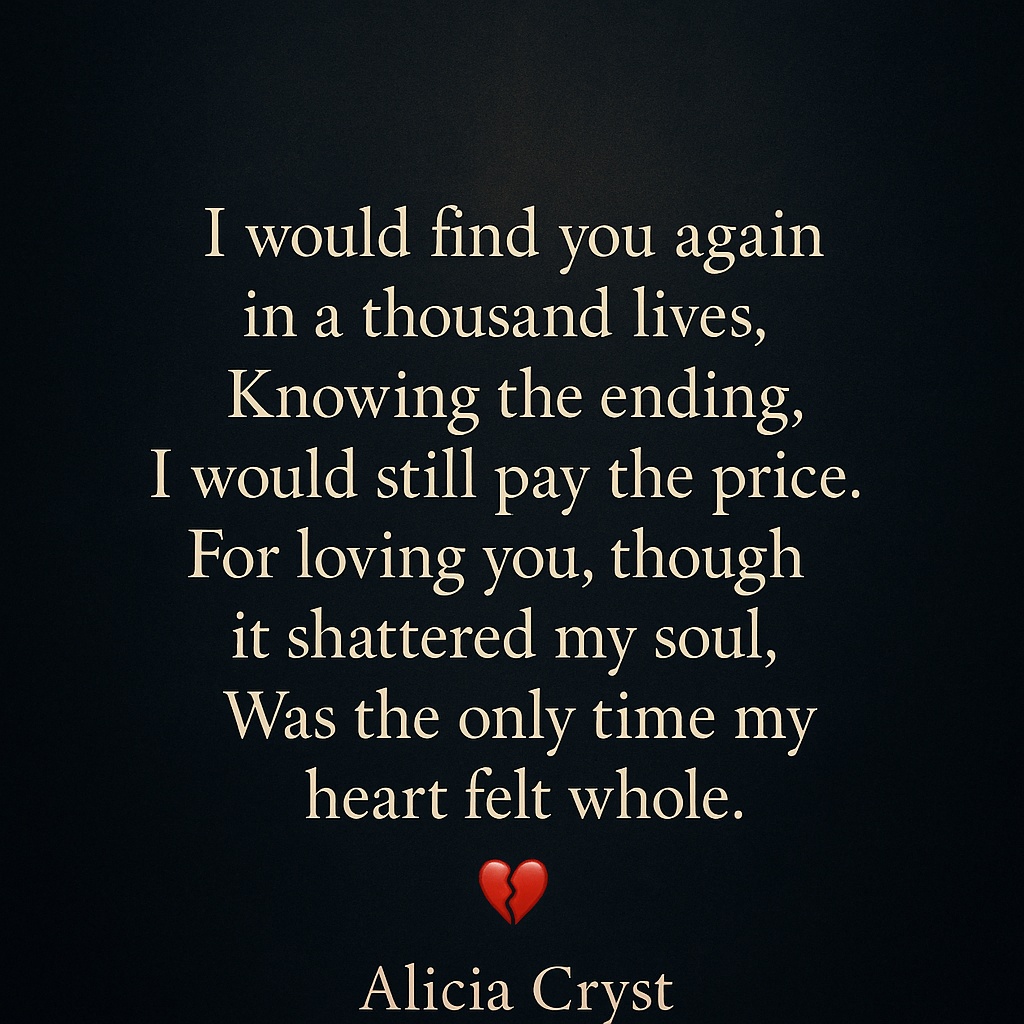 I would find you again
in a thousand lives,
Knowing the ending,
I would still pay the price.
For loving you, though
it shattered my soul,
Was the only time my
heart felt whole.
💔
Alicia Cryst